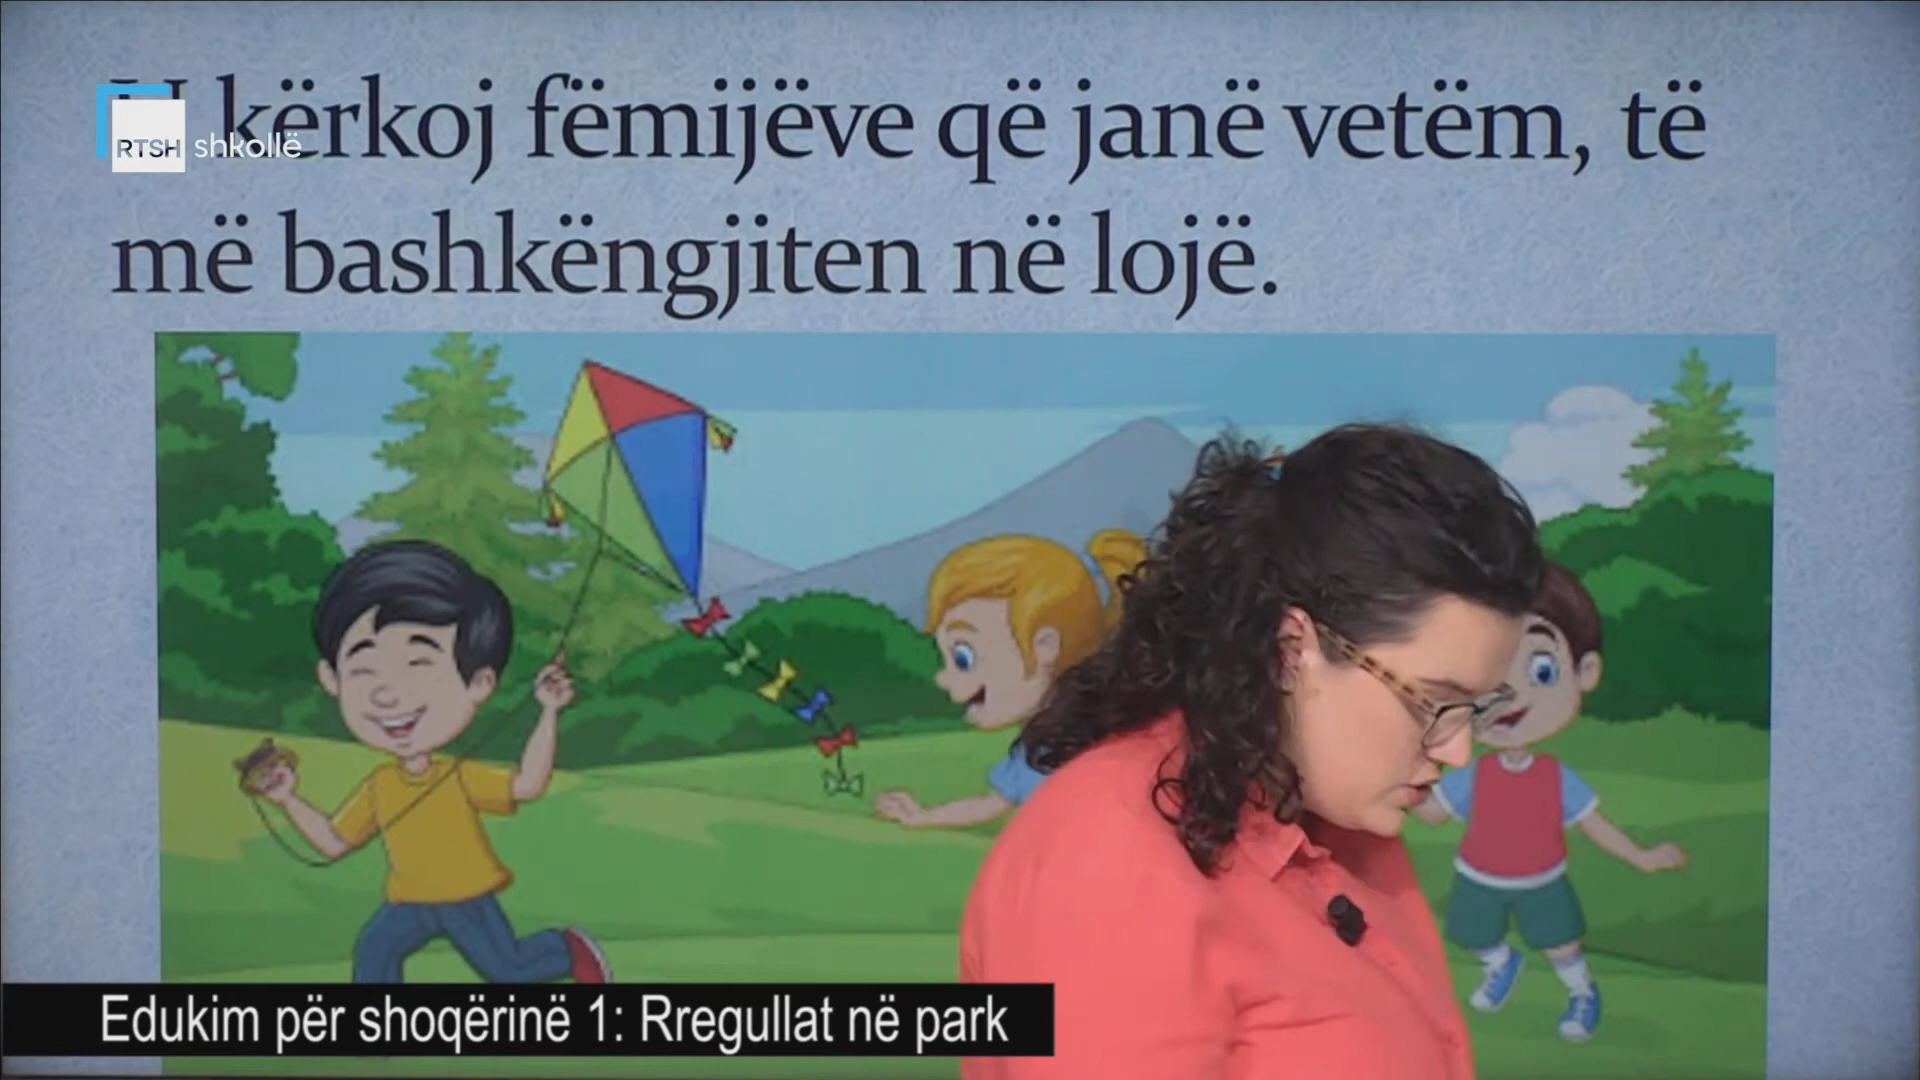 U kërkoj fëmijëve që janë vetëm, të
më bashkëngjiten në lojë.
RTSH shkollë
Edukim për shoqërinë 1: Rregullat në park